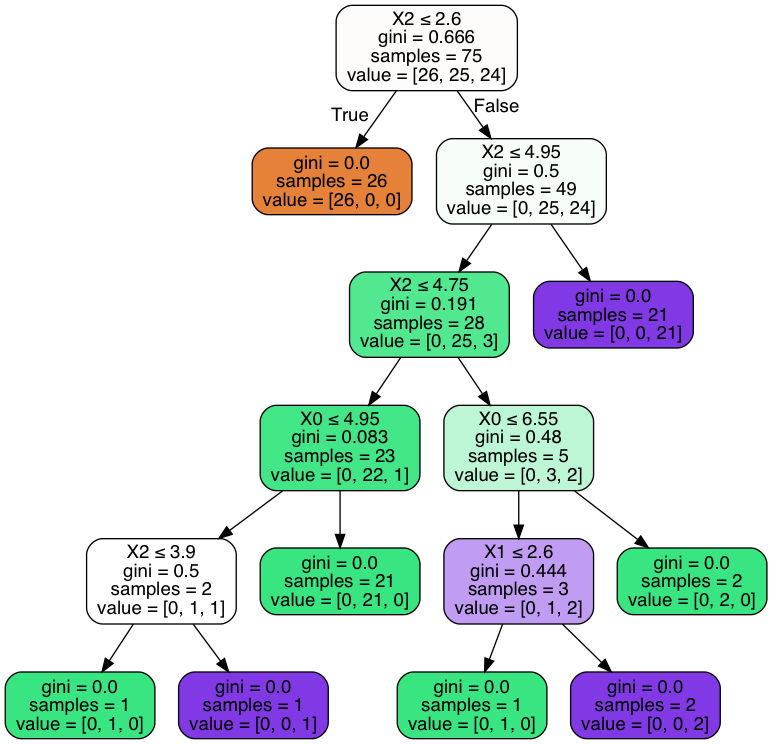 X2 ≤ 2.6
gini = 0.666
samples = 75
value = [26, 25, 24]
True
False
gini = 0.0
samples = 26
value = [26, 0, 0]
X2 ≤ 4.95
gini = 0.5
samples = 49
value = [0, 25, 24]
X2 ≤ 4.75
gini = 0.191
samples = 28
value = [0, 25, 3]
gini = 0.0
samples = 21
value = [0, 0, 21]
X0 ≤ 4.95
gini = 0.083
samples = 23
value = [0, 22, 1]
X0 ≤ 6.55
gini = 0.48
samples = 5
value = [0, 3, 2]
X2 ≤ 3.9
gini = 0.5
samples = 2
value = [0, 1, 1]
gini = 0.0
samples = 21
value = [0, 21, 0]
X1 ≤ 2.6
gini = 0.444
samples = 3
value = [0, 1, 2]
gini = 0.0
samples = 2
value = [0, 2, 0]
gini = 0.0
samples = 1
value = [0, 1, 0]
gini = 0.0
samples = 1
value = [0, 0, 1]
gini = 0.0
samples = 1
value = [0, 1, 0]
gini = 0.0
samples = 2
value = [0, 0, 2]